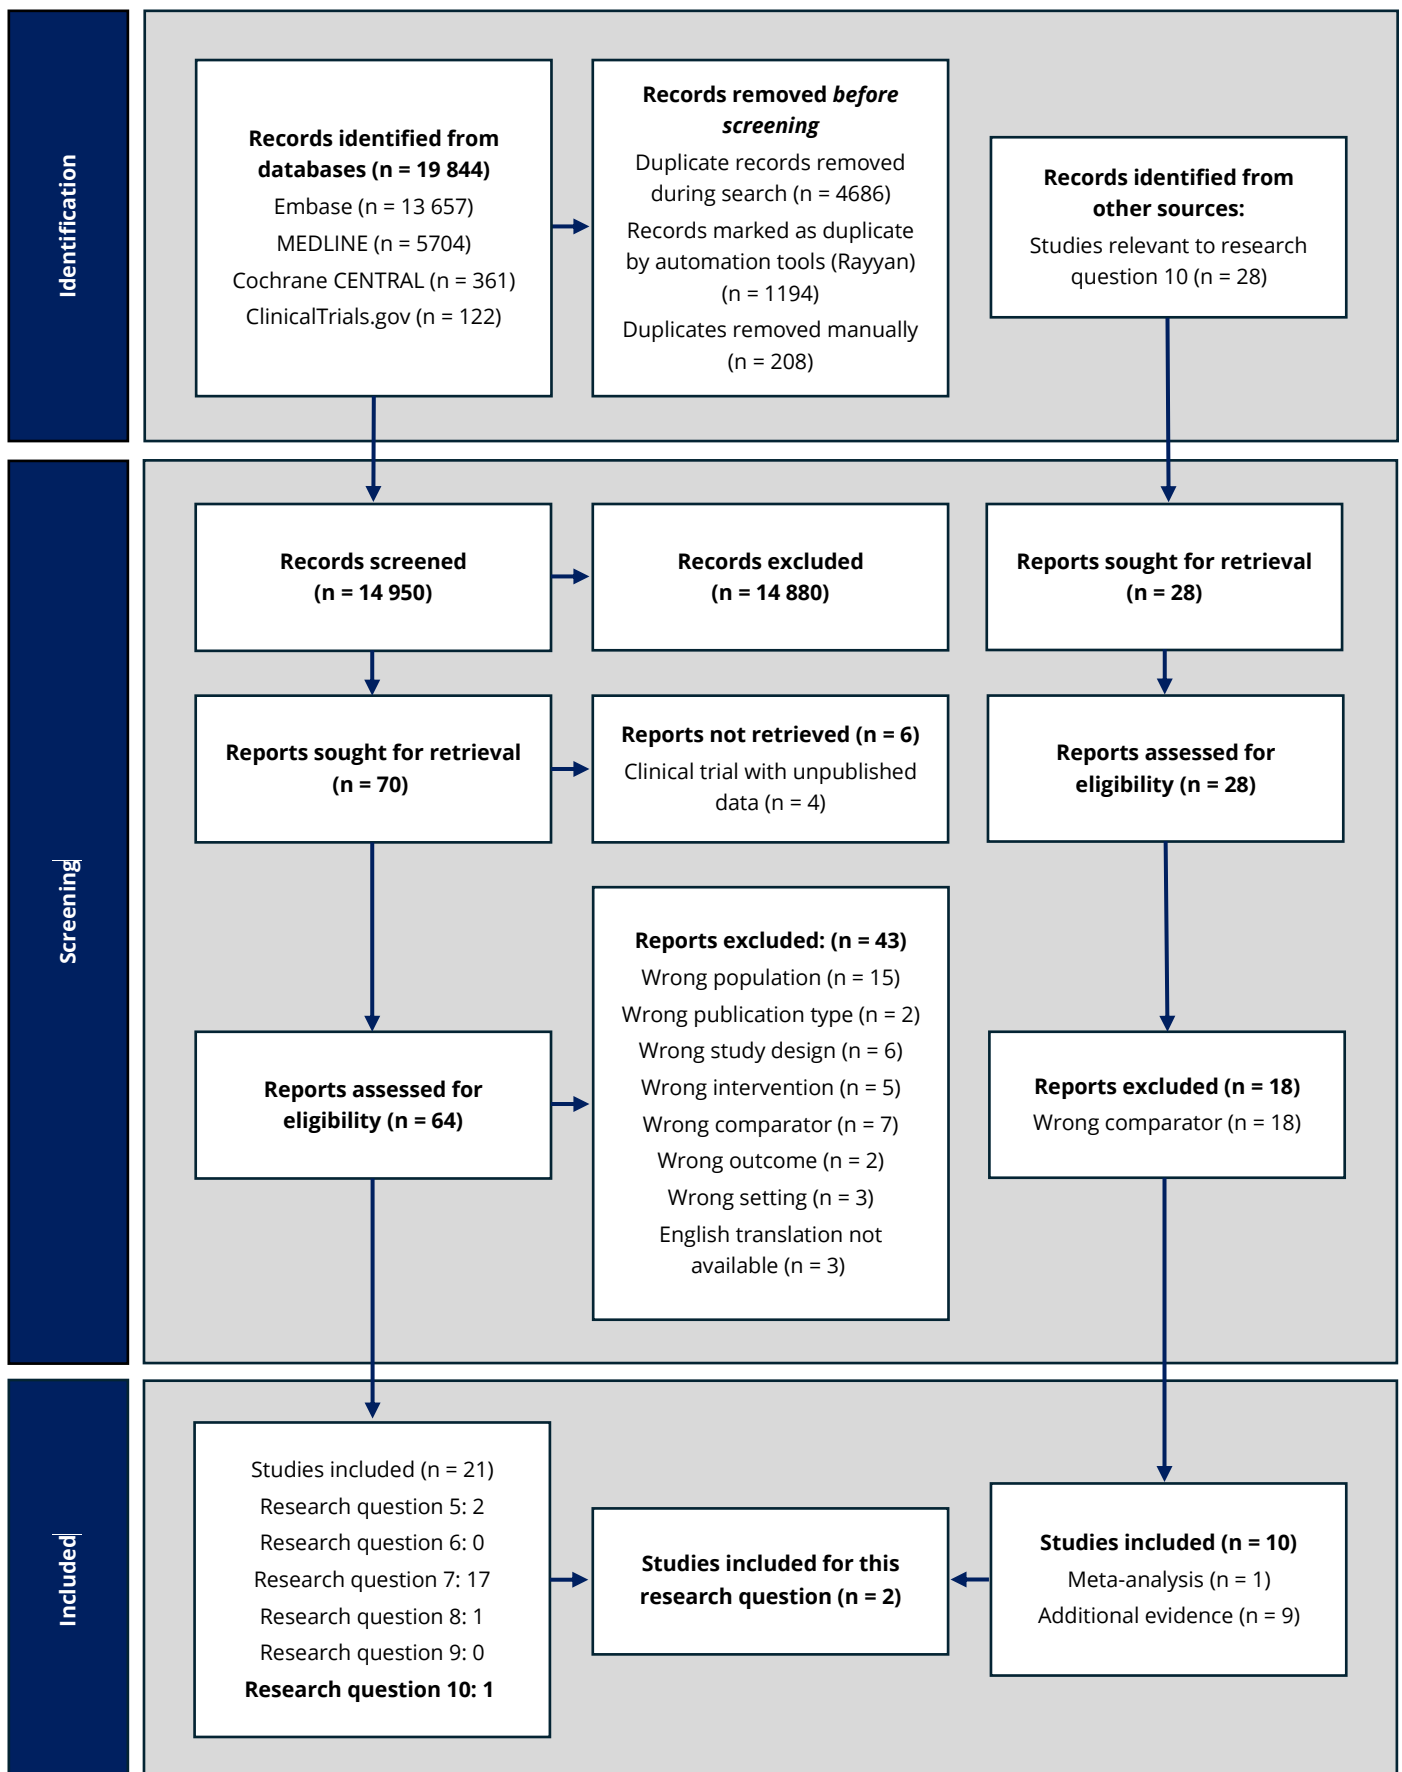 Identification
Records identified from
databases (n = 19 844)
Embase (n = 13 657)
MEDLINE (n = 5704)
Cochrane CENTRAL (n = 361)
ClinicalTrials.gov (n = 122)
Records removed before
screening
Duplicate records removed
during search (n = 4686)
Records marked as duplicate
by automation tools (Rayyan)
(n = 1194)
Duplicates removed manually
(n = 208)
Records identified from
other sources:
Studies relevant to research
question 10 (n = 28)
Screening
Records screened
(n = 14 950)
Records excluded
(n = 14 880)
Reports sought for retrieval
(n = 28)
Reports sought for retrieval
(n = 70)
Reports not retrieved (n = 6)
Clinical trial with unpublished
data (n = 4)
Reports assessed for
eligibility (n = 28)
Reports assessed for
eligibility (n = 64)
Reports excluded: (n = 43)
Wrong population (n = 15)
Wrong publication type (n = 2)
Wrong study design (n = 6)
Wrong intervention (n = 5)
Wrong comparator (n = 7)
Wrong outcome (n = 2)
Wrong setting (n = 3)
English translation not
available (n = 3)
Reports excluded (n = 18)
Wrong comparator (n = 18)
Included
Studies included (n = 21)
Research question 5: 2
Research question 6: 0
Research question 7: 17
Research question 8: 1
Research question 9: 0
Research question 10: 1
Studies included for this
research question (n = 2)
Studies included (n = 10)
Meta-analysis (n = 1)
Additional evidence (n = 9)